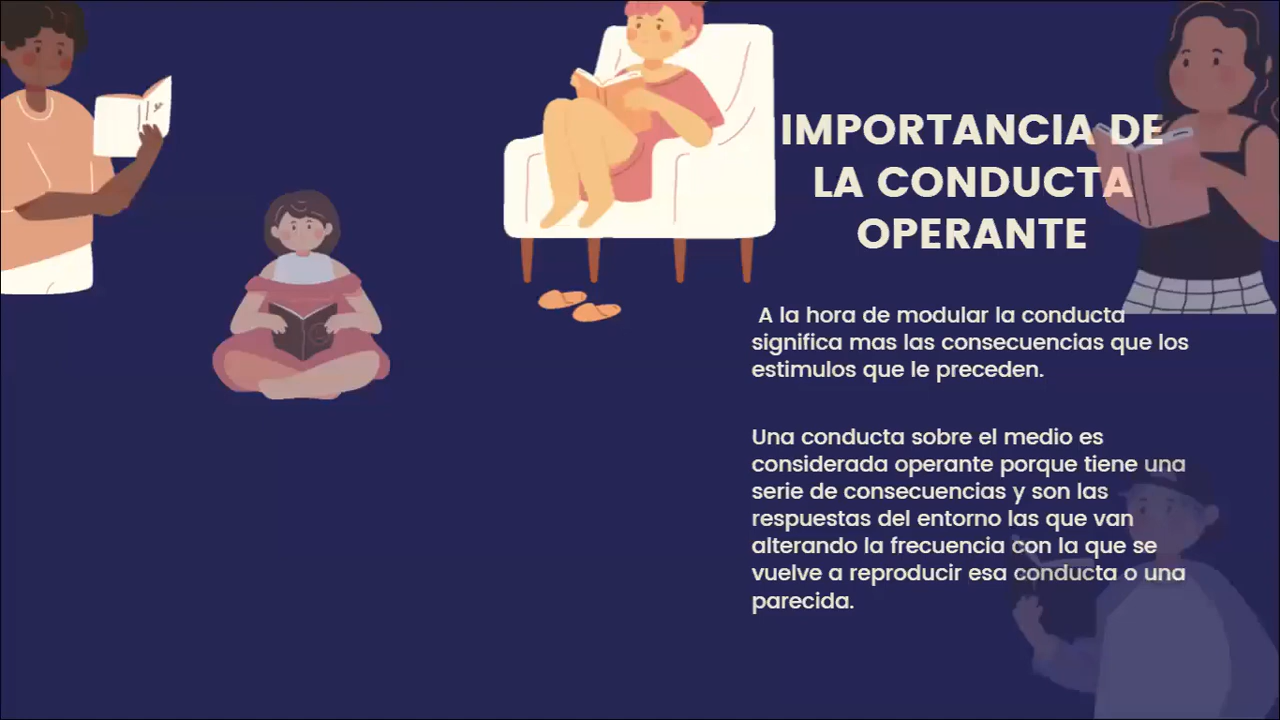 IMPORTANCIA DE
LA CONDUCTA
OPERANTE
A la hora de modular la conducta
significa mas las consecuencias que los
estimulos que le preceden.
Una conducta sobre el medio es
considerada operante porque tiene una
serie de consecuencias y son las
respuestas del entorno las que van
alterando la frecuencia con la que se
vuelve a reproducir esa conducta o una
parecida.